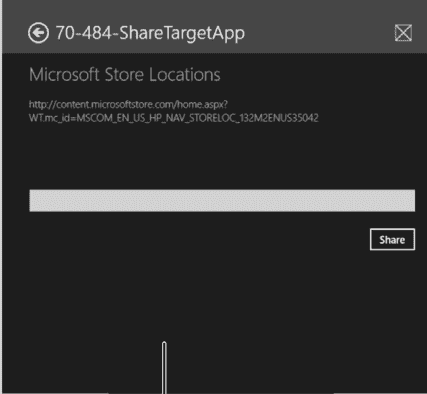 70-484-ShareTargetApp
Microsoft Store Locations
http://content.microsoftstore.com/home.aspx?
WT.mc_id=MSCOM_EN_US_HP_NAV_STORELOC_132M2ENUS35042
Share